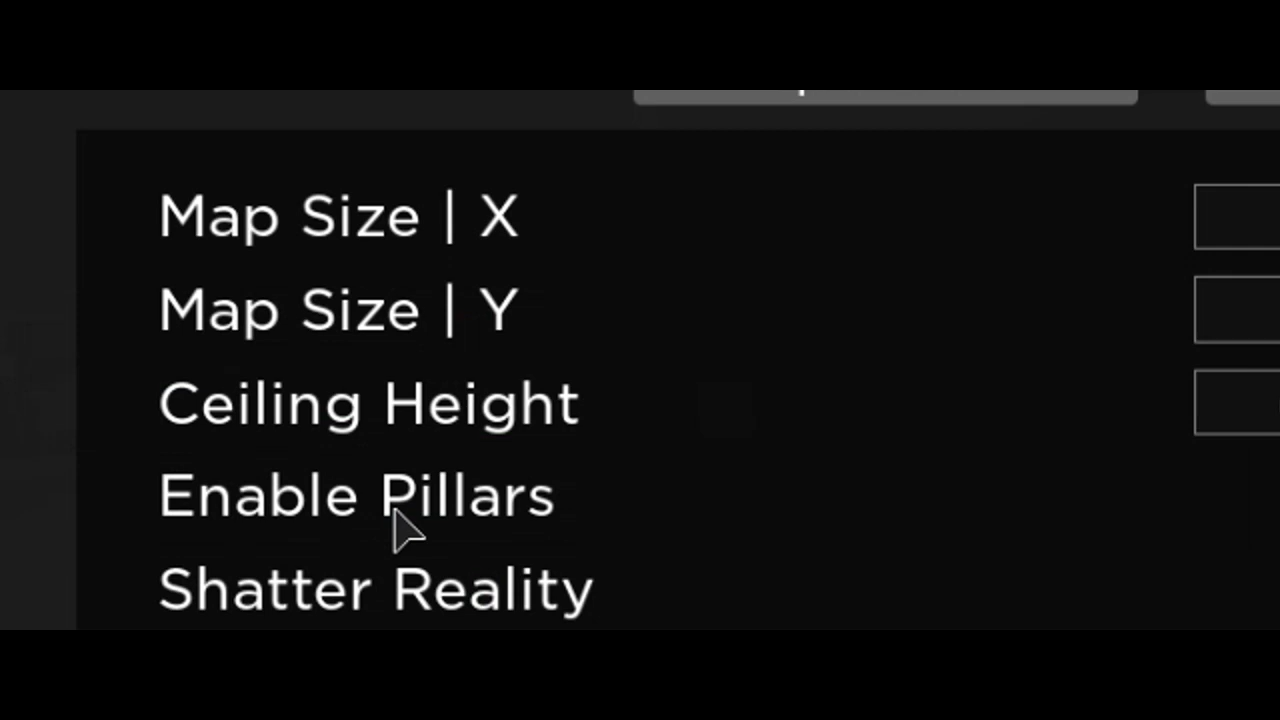 Map Size | X
Map Size | Y
Ceiling Height
Enable Pillars
Shatter Reality